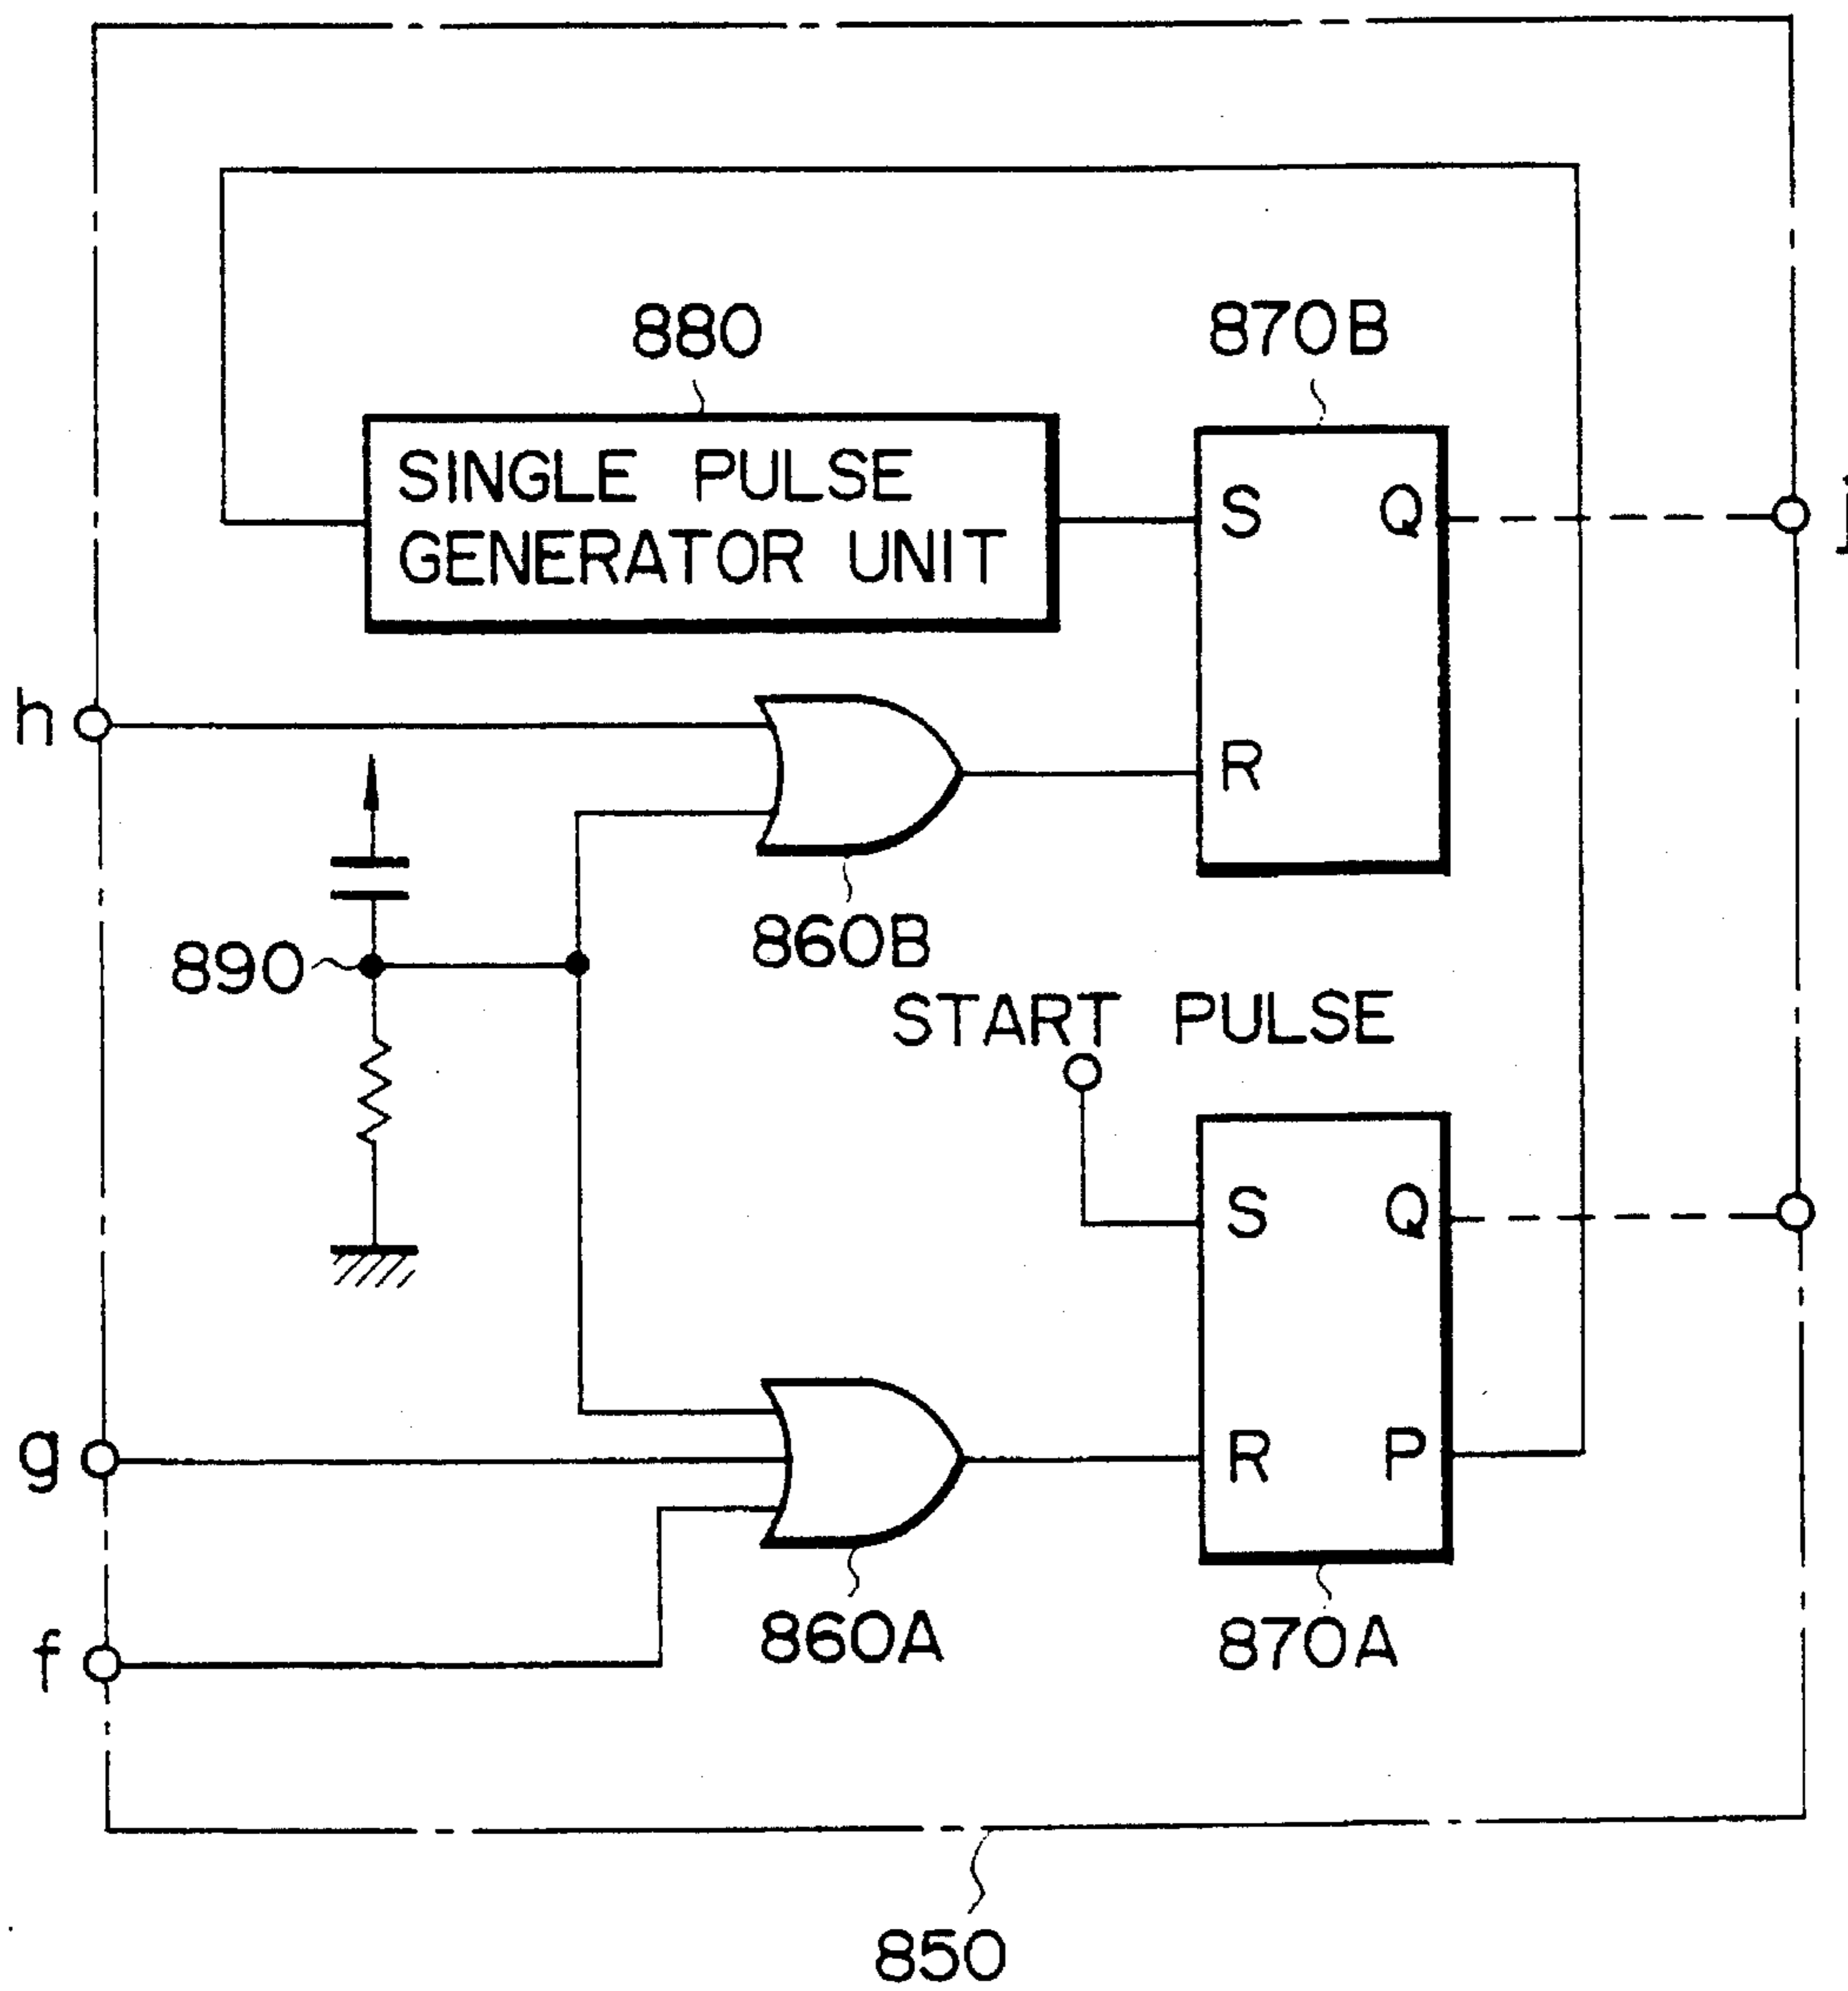 880
870B
SINGLE PULSE
GENERATOR UNIT
S
Q
j
h
R
860B
890
START PULSE
S
Q
g
R
P
f
860A
870A
850